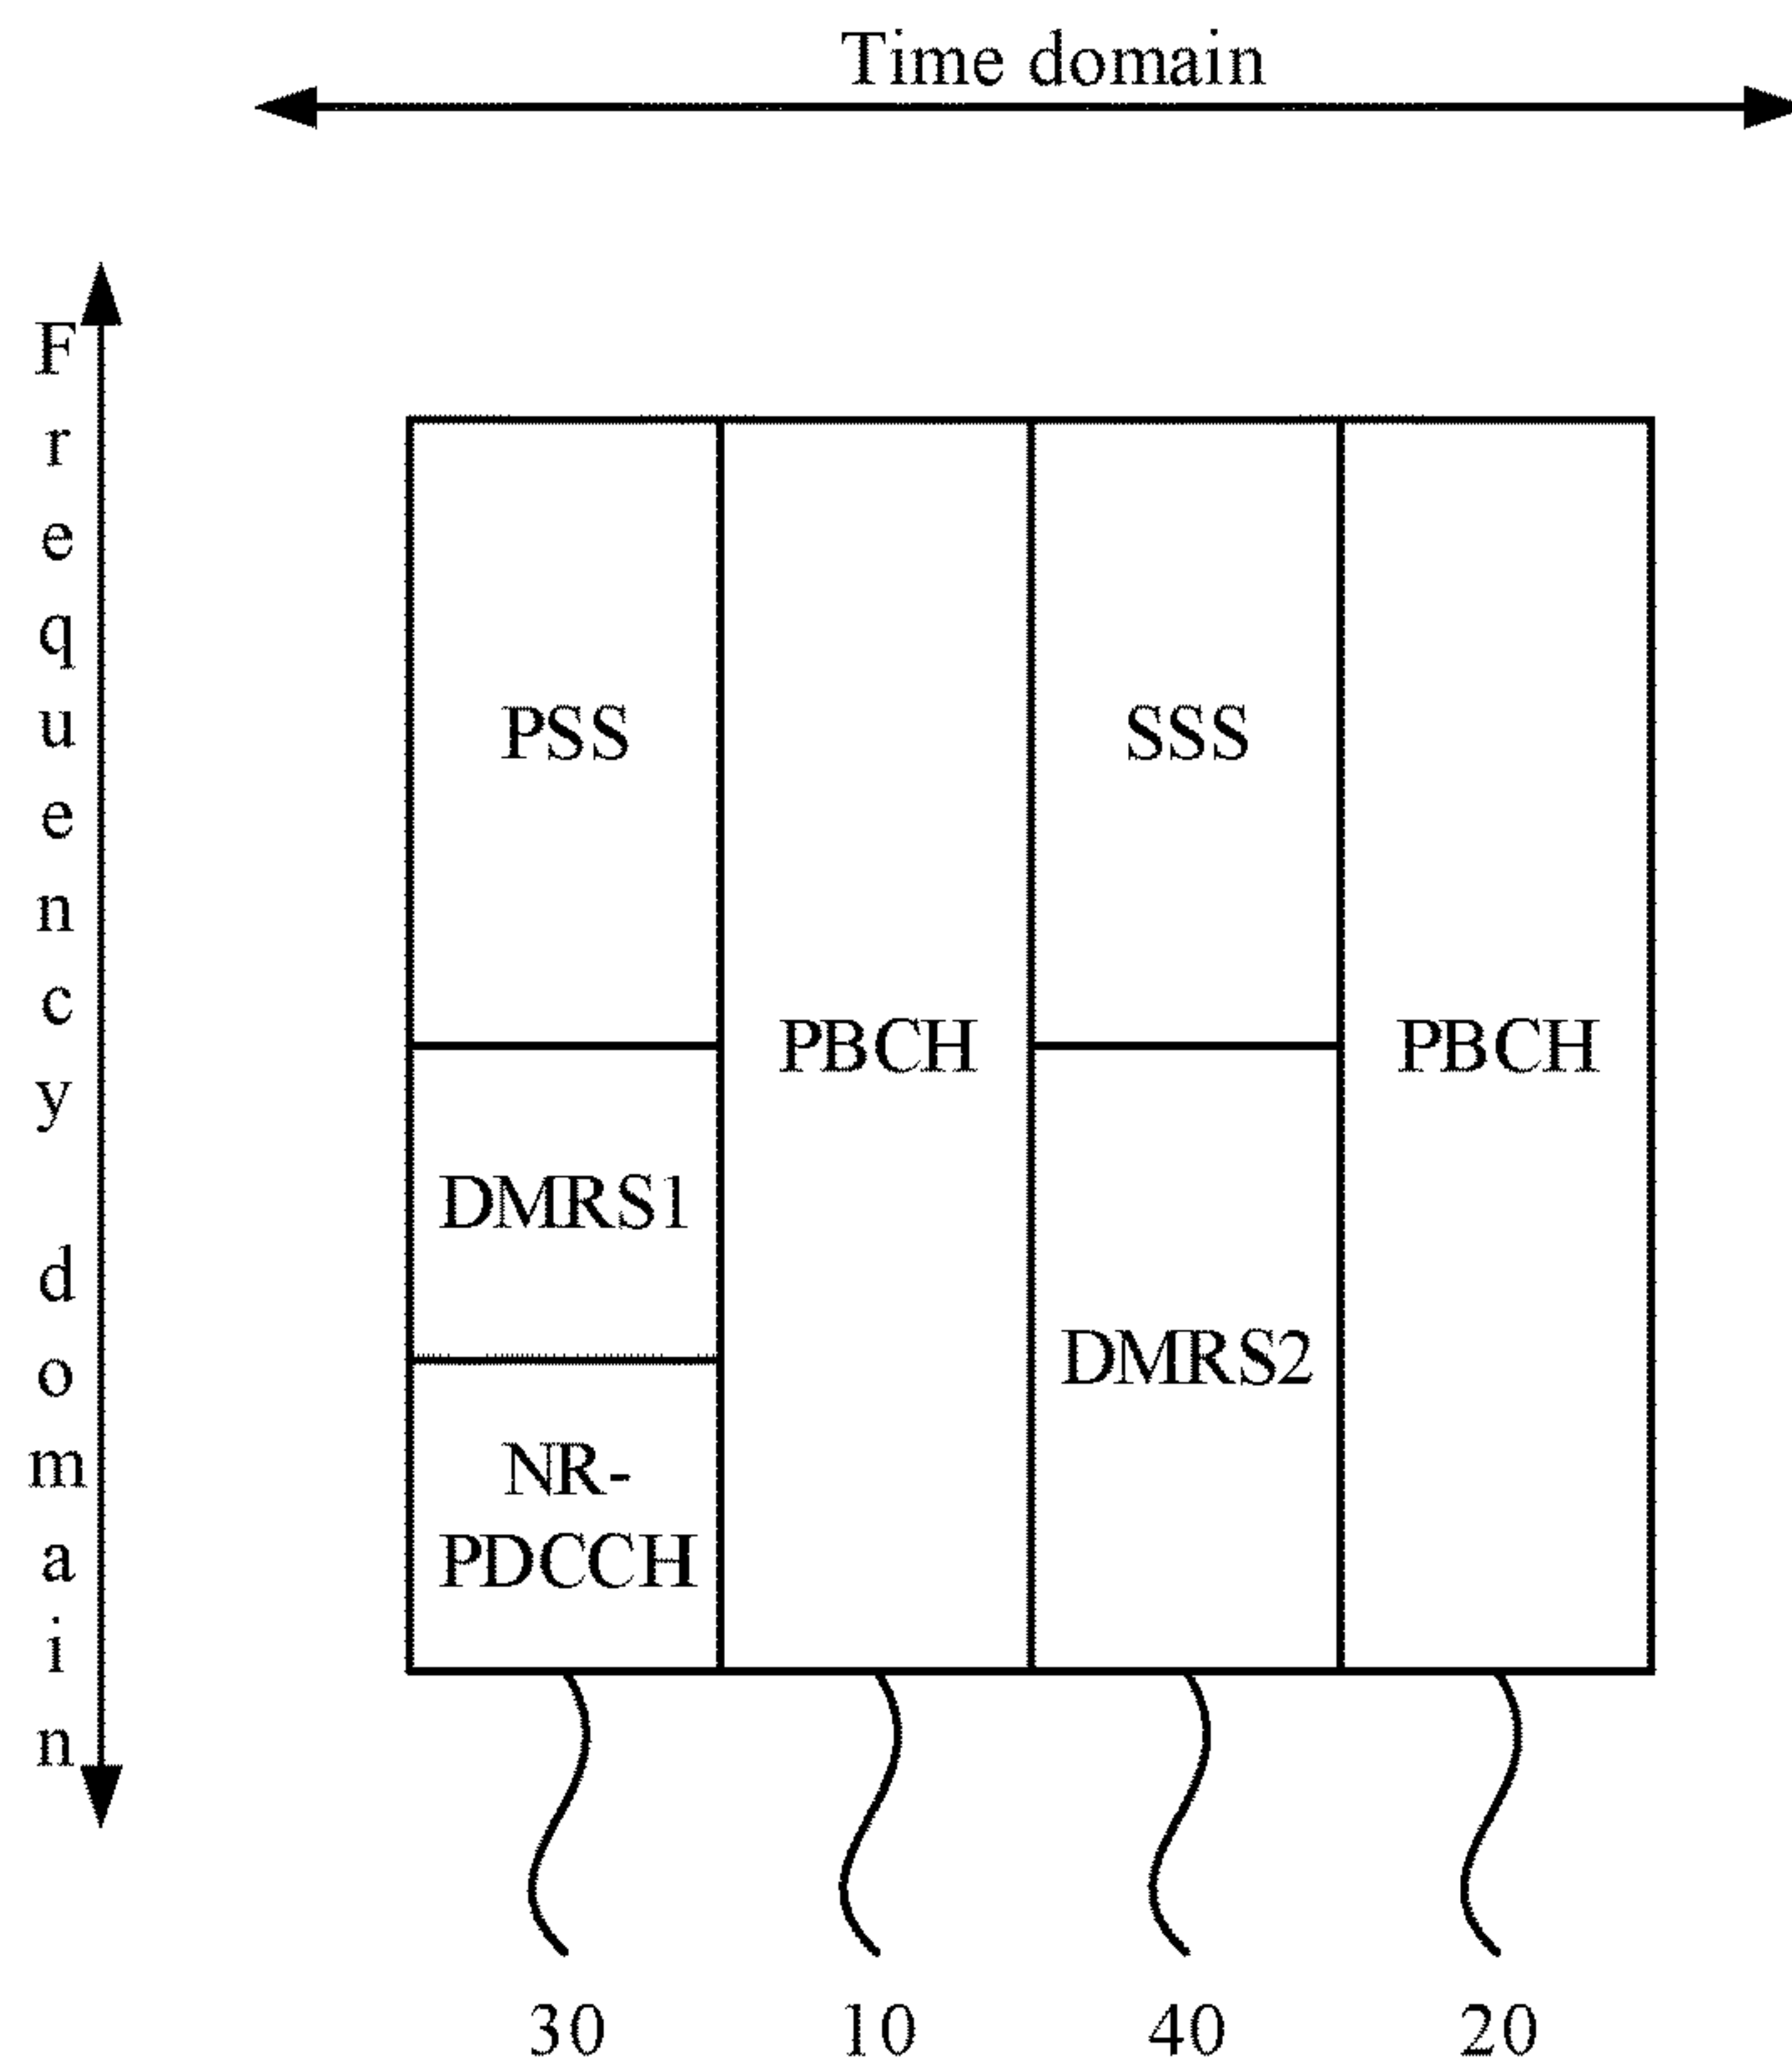 Time domain
Frequency domain
PSS
SSS
PBCH
PBCH
DMRS1
DMRS2
NR-
PDCCH
30
10
40
20